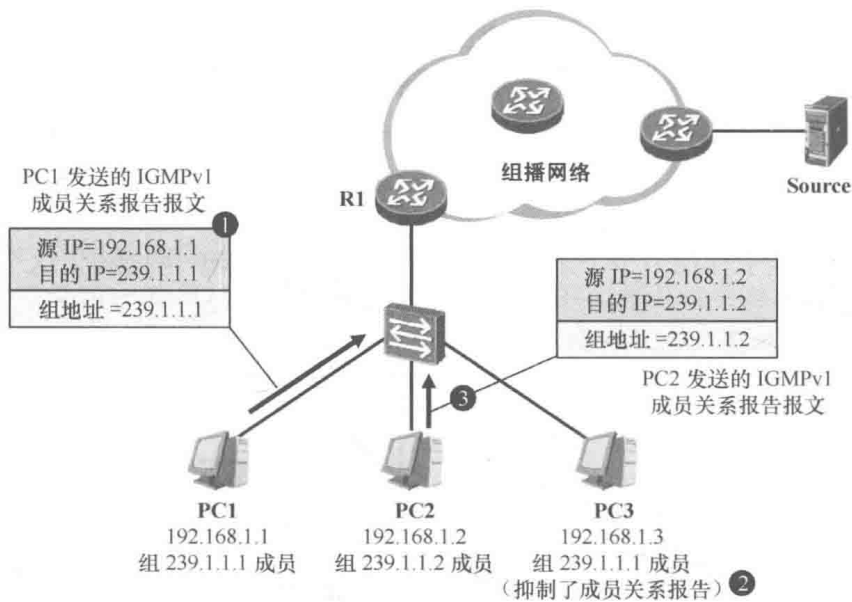 组播网络
Source
R1
PC1 发送的 IGMPv1
成员关系报告报文
1
源 IP=192.168.1.1
目的 IP=239.1.1.1
组地址 =239.1.1.1
源 IP=192.168.1.2
目的 IP=239.1.1.2
组地址 =239.1.1.2
PC2 发送的 IGMPv1
成员关系报告报文
3
PC1
192.168.1.1
组 239.1.1.1 成员
PC2
192.168.1.2
组 239.1.1.2 成员
PC3
192.168.1.3
组 239.1.1.1 成员
（抑制了成员关系报告）2